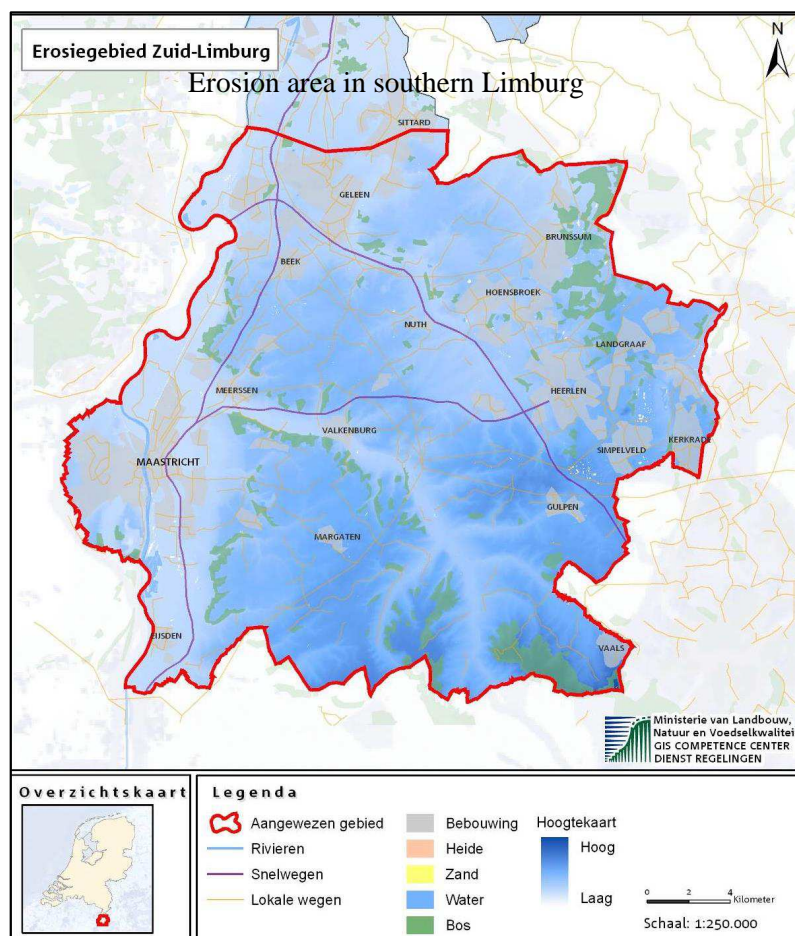 Erosiegebied Zuid-Limburg
N
Erosion area in southern Limburg
SITTARD
GELEEN
BRUNSSUM
BEEK
HOENSBROEK
NUTH
LANDGRAAF
MEERSSEN
HEERLEN
VALKENBURG
KERKRADE
MAASTRICHT
SIMPELVELD
GULPEN
MARGATEN
EIJSDEN
VAALS
Ministerie van Landbouw,
Natuur en Voedselkwalitei
GIS COMPETENCE CENTER
DIENST REGELINGEN
Overzichtskaart
Legenda
Aangewezen gebied
Rivieren
Snelwegen
Lokale wegen
Bebouwing
Heide
Zand
Water
Bos
Hoogtekaart
Hoog
Laag
0 2 4
Kilometer
Schaal: 1:250.000